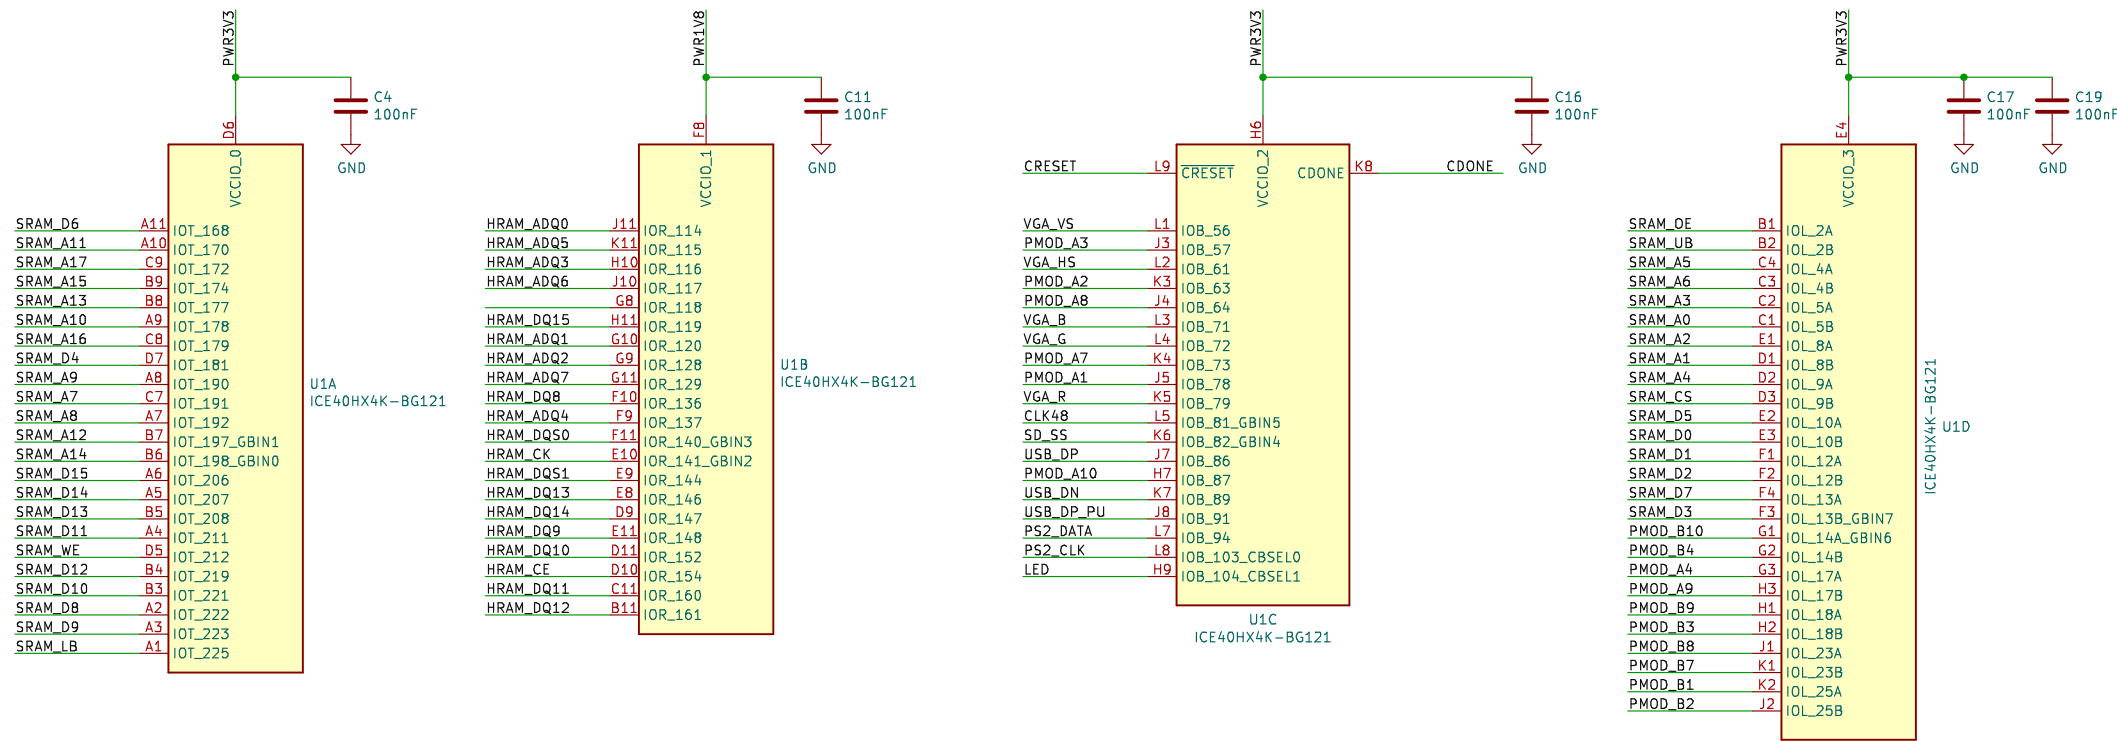 PWR3V3
C4
100nF
GND
D6
VCCIO_0
SRAM_D6 A11 IOT_168
SRAM_A11 A10 IOT_170
SRAM_A17 C9 IOT_172
SRAM_A15 B9 IOT_174
SRAM_A13 B8 IOT_177
SRAM_A10 A9 IOT_178
SRAM_A16 C8 IOT_179
SRAM_D4 D7 IOT_181
SRAM_A9 A8 IOT_190
SRAM_A7 C7 IOT_191
SRAM_A8 A7 IOT_192
SRAM_A12 B7 IOT_197_GBIN1
SRAM_A14 B6 IOT_198_GBIN0
SRAM_D15 A6 IOT_206
SRAM_D14 A5 IOT_207
SRAM_D13 B5 IOT_208
SRAM_D11 A4 IOT_211
SRAM_WE D5 IOT_212
SRAM_D12 B4 IOT_219
SRAM_D10 B3 IOT_221
SRAM_D8 A2 IOT_222
SRAM_D9 A3 IOT_223
SRAM_LB A1 IOT_225
U1A
ICE40HX4K-BG121
PWR1V8
C11
100nF
GND
F8
VCCIO_1
HRAM_ADQ0 J11 IOR_114
HRAM_ADQ5 K11 IOR_115
HRAM_ADQ3 H10 IOR_116
HRAM_ADQ6 J10 IOR_117
G8 IOR_118
HRAM_DQ15 H11 IOR_119
HRAM_ADQ1 G10 IOR_120
HRAM_ADQ2 G9 IOR_128
HRAM_ADQ7 G11 IOR_129
HRAM_DQ8 F10 IOR_136
HRAM_ADQ4 F9 IOR_137
HRAM_DQS0 F11 IOR_140_GBIN3
HRAM_CK E10 IOR_141_GBIN2
HRAM_DQS1 E9 IOR_144
HRAM_DQ13 E8 IOR_146
HRAM_DQ14 D9 IOR_147
HRAM_DQ9 E11 IOR_148
HRAM_DQ10 D11 IOR_152
HRAM_CE D10 IOR_154
HRAM_DQ11 C11 IOR_160
HRAM_DQ12 B11 IOR_161
U1B
ICE40HX4K-BG121
PWR3V3
C16
100nF
GND
H6
VCCIO_2
CRESET L9 CRESET
CDONE K8 CDONE
VGA_VS L1 IOB_56
PMOD_A3 J3 IOB_57
VGA_HS L2 IOB_61
PMOD_A2 K3 IOB_63
PMOD_A8 J4 IOB_64
VGA_B L3 IOB_71
VGA_G L4 IOB_72
PMOD_A7 K4 IOB_73
PMOD_A1 J5 IOB_78
VGA_R K5 IOB_79
CLK48 L5 IOB_81_GBIN5
SD_SS K6 IOB_82_GBIN4
USB_DP J7 IOB_86
PMOD_A10 H7 IOB_87
USB_DN K7 IOB_89
USB_DP_PU J8 IOB_91
PS2_DATA L7 IOB_94
PS2_CLK L8 IOB_103_CBSEL0
LED H9 IOB_104_CBSEL1
U1C
ICE40HX4K-BG121
PWR3V3
C17
100nF
GND
C19
100nF
GND
E4
VCCIO_3
SRAM_OE B1 IOL_2A
SRAM_UB B2 IOL_2B
SRAM_A5 C4 IOL_4A
SRAM_A6 C3 IOL_4B
SRAM_A3 C2 IOL_5A
SRAM_A0 C1 IOL_5B
SRAM_A2 E1 IOL_8A
SRAM_A1 D1 IOL_8B
SRAM_A4 D2 IOL_9A
SRAM_CS D3 IOL_9B
SRAM_D5 E2 IOL_10A
SRAM_D0 E3 IOL_10B
SRAM_D1 F1 IOL_12A
SRAM_D2 F2 IOL_12B
SRAM_D7 F4 IOL_13A
SRAM_D3 F3 IOL_13B_GBIN7
PMOD_B10 G1 IOL_14A_GBIN6
PMOD_B4 G2 IOL_14B
PMOD_A4 G3 IOL_17A
PMOD_A9 H3 IOL_17B
PMOD_B9 H1 IOL_18A
PMOD_B3 H2 IOL_18B
PMOD_B8 J1 IOL_23A
PMOD_B7 K1 IOL_23B
PMOD_B1 K2 IOL_25A
PMOD_B2 J2 IOL_25B
ICE40HX4K-BG121
U1D